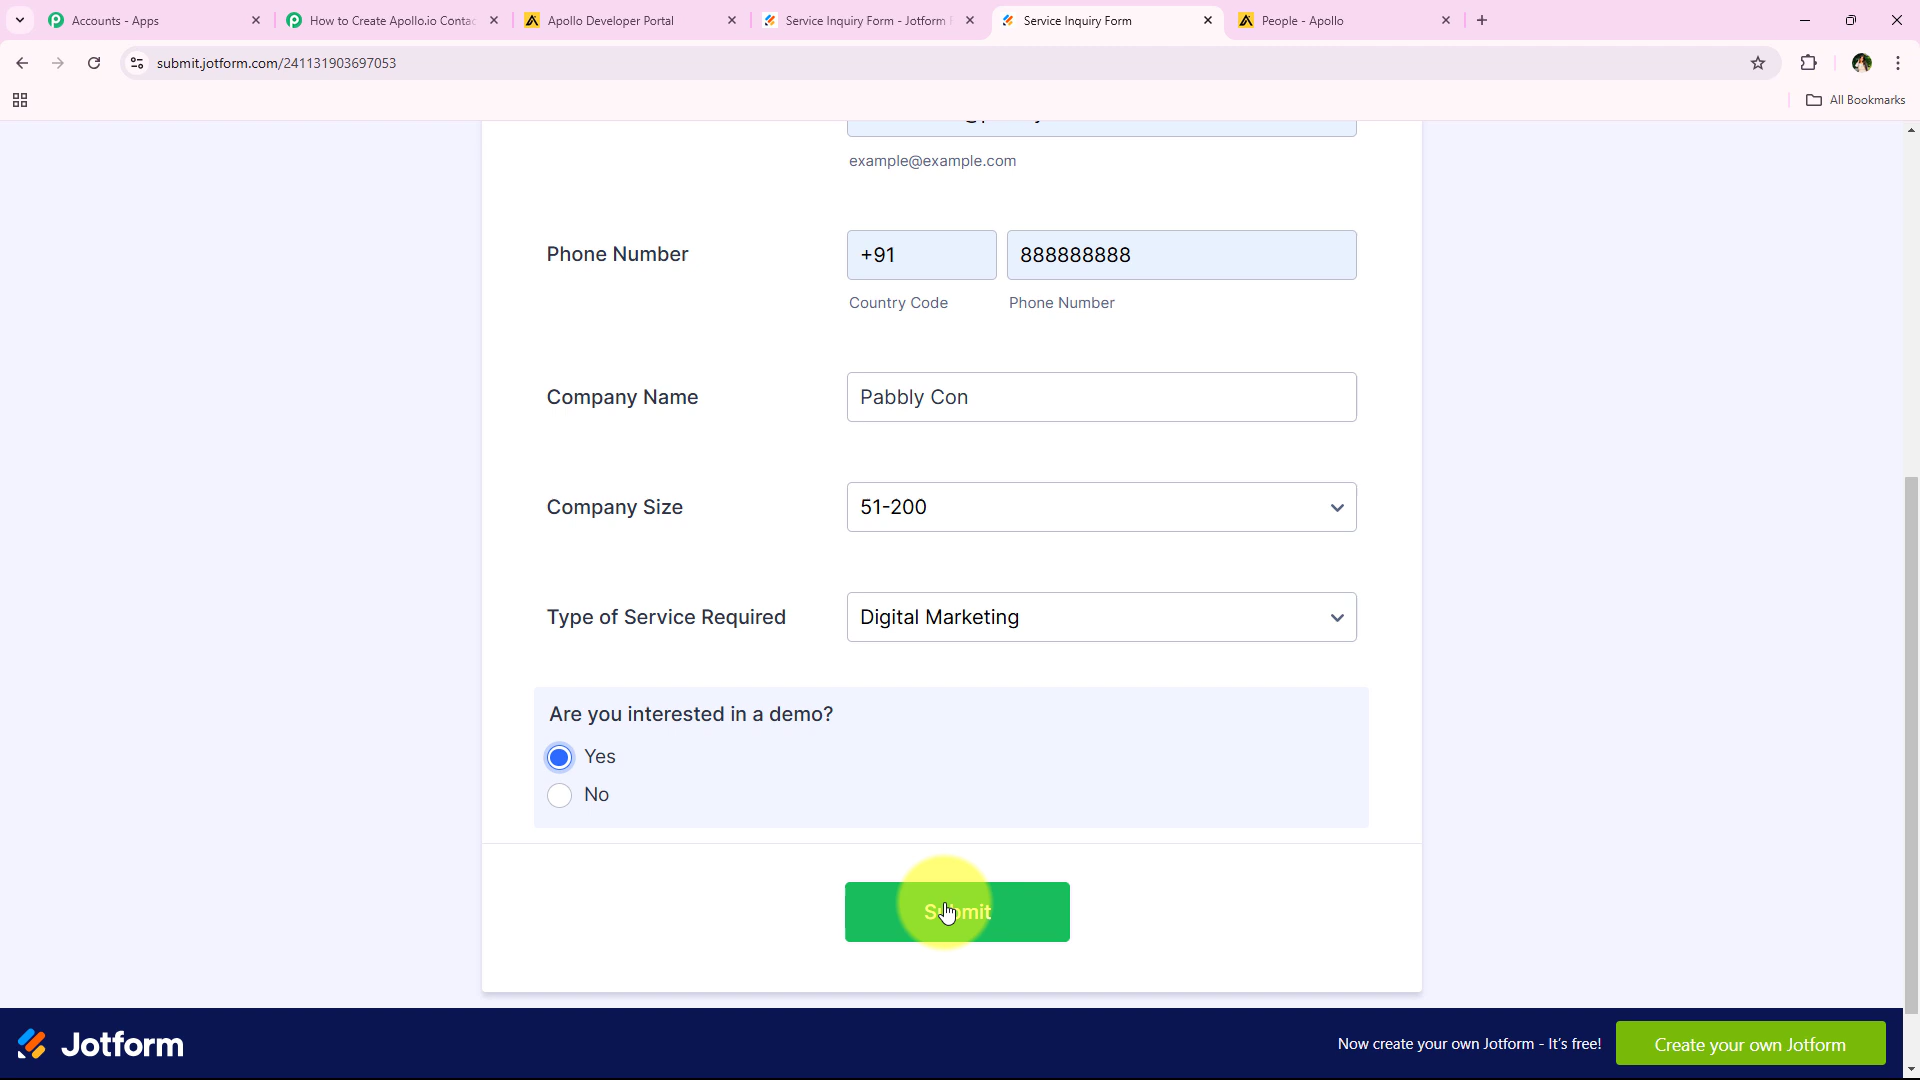 Accounts - Apps
How to Create Apollo.io Contac
Apollo Developer Portal
Service Inquiry Form - Jotform
Service Inquiry Form
People - Apollo
submit.jotform.com/241131903697053
All Bookmarks
example@example.com
Phone Number
+91
888888888
Country Code
Phone Number
Company Name
Pabbly Con
Company Size
51-200
Type of Service Required
Digital Marketing
Are you interested in a demo?
Yes
No
Submit
Jotform
Now create your own Jotform - It's free!
Create your own Jotform